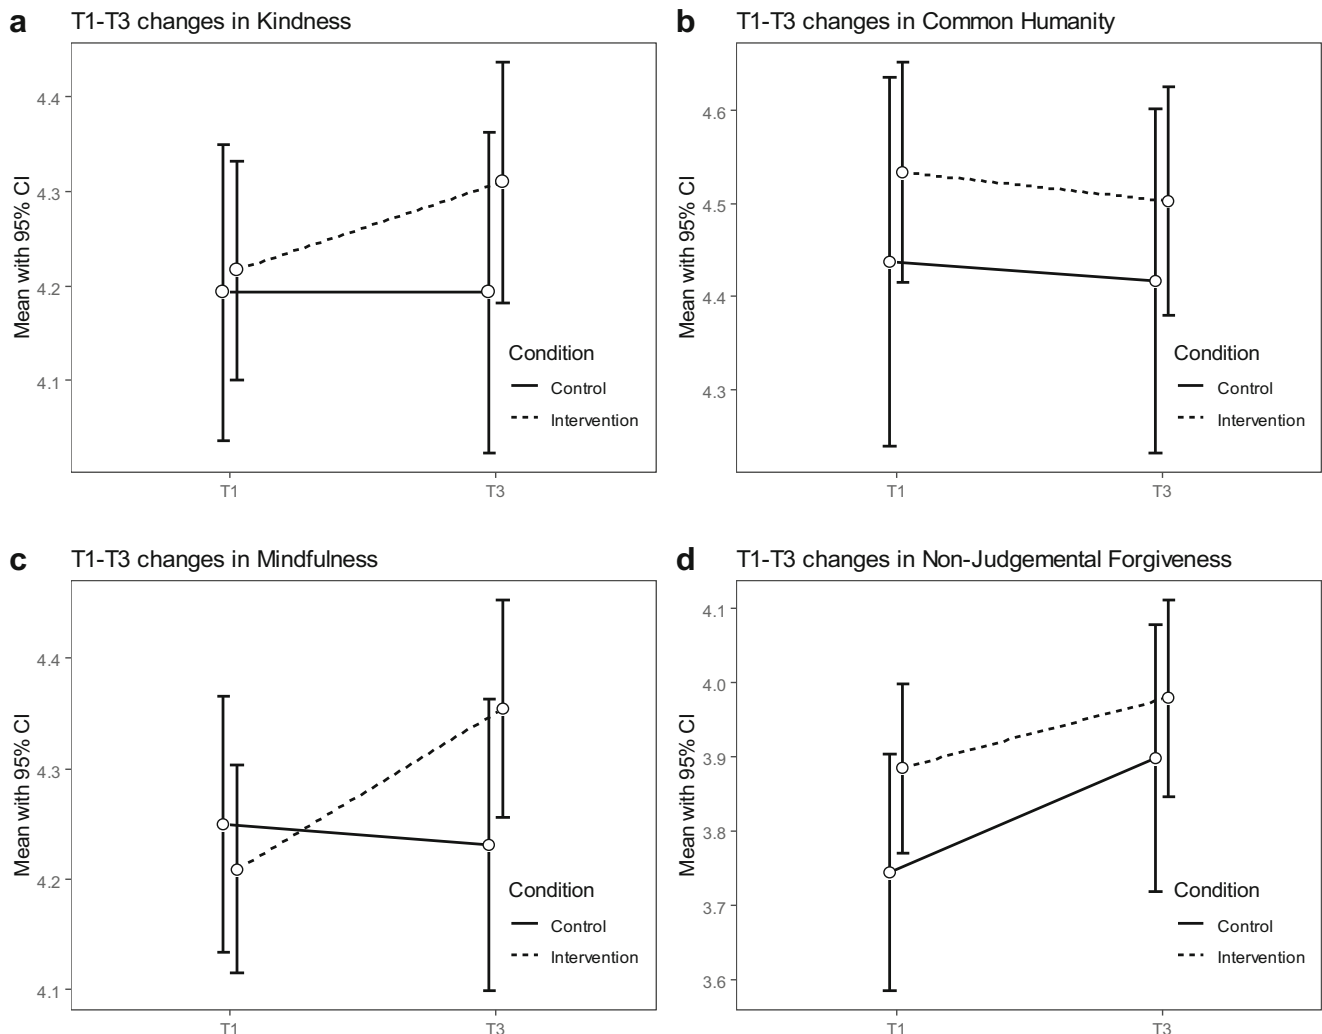 a T1-T3 changes in Kindness
Mean with 95% CI
4.4
4.3
4.2
4.1
T1
T3
Condition
Control
Intervention
b T1-T3 changes in Common Humanity
Mean with 95% CI
4.6
4.5
4.4
4.3
T1
T3
Condition
Control
Intervention
c T1-T3 changes in Mindfulness
Mean with 95% CI
4.4
4.3
4.2
4.1
T1
T3
Condition
Control
Intervention
d T1-T3 changes in Non-Judgemental Forgiveness
Mean with 95% CI
4.1
4.0
3.9
3.8
3.7
3.6
T1
T3
Condition
Control
Intervention